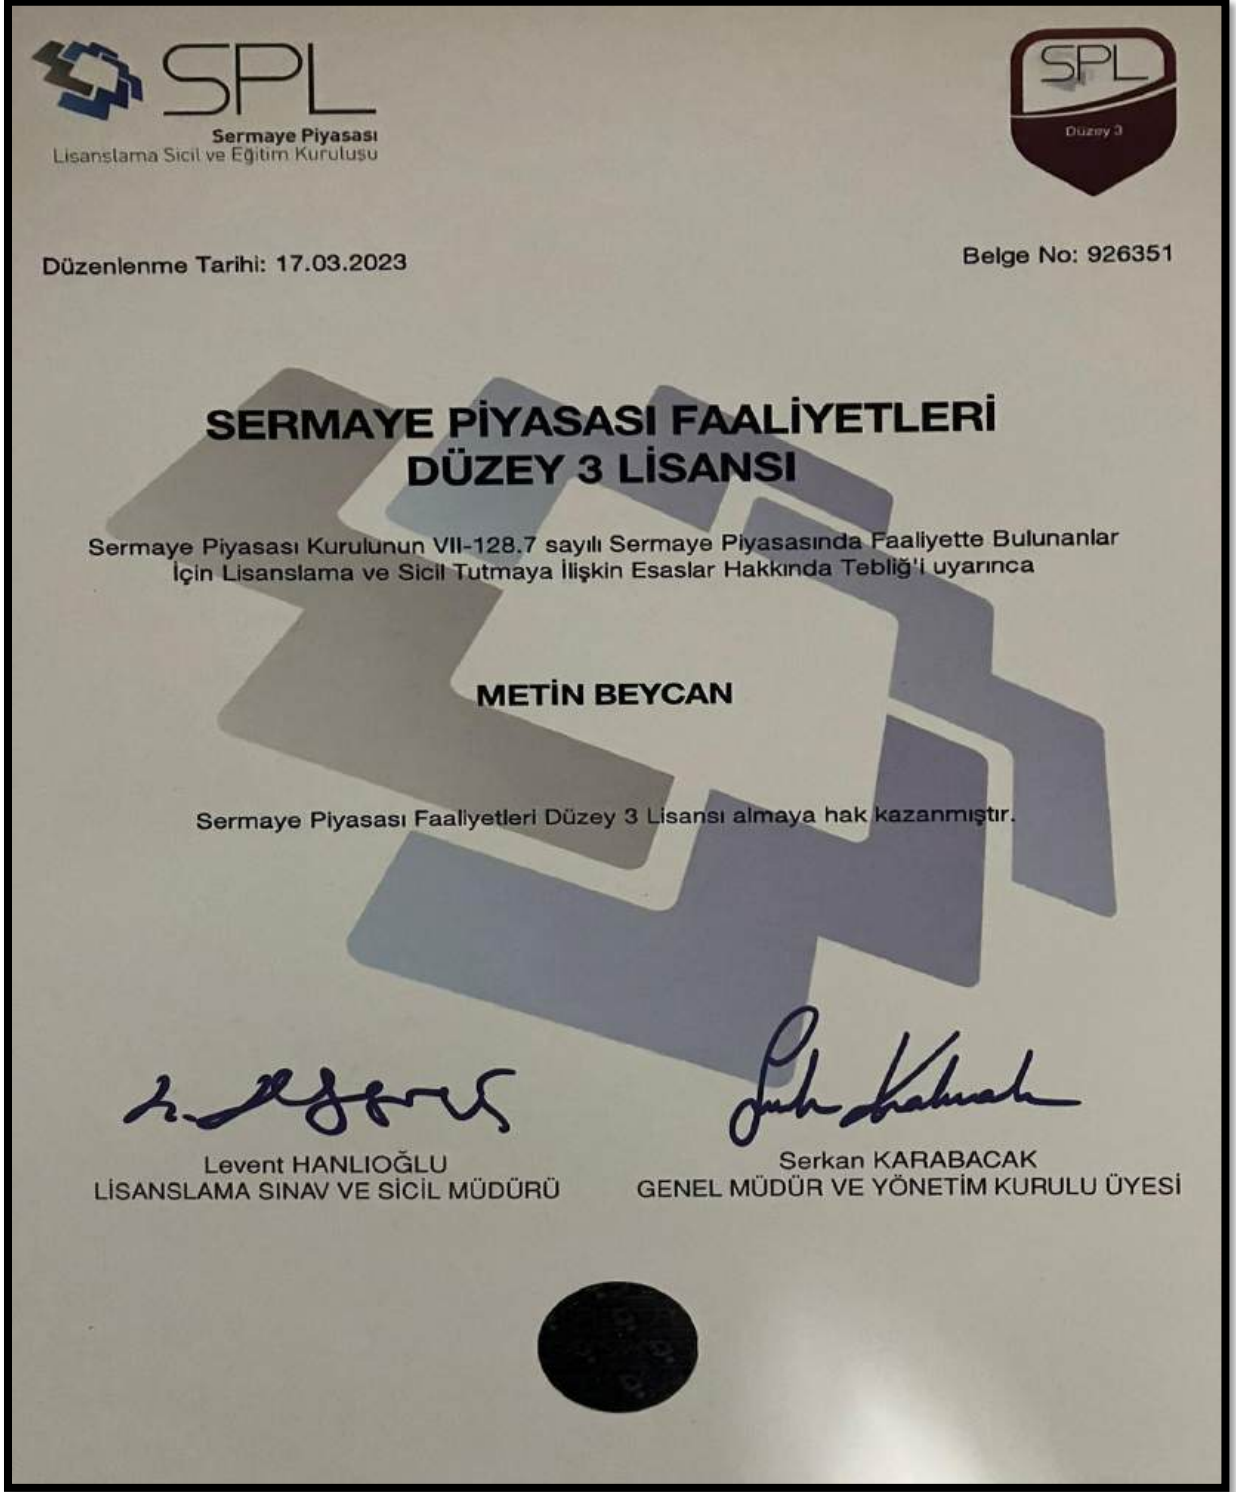 SPL
Sermaye Piyasası
Lisanslama Sicil ve Eğitim Kuruluşu
SPL
Düzey 3
Düzenlenme Tarihi: 17.03.2023
Belge No: 926351
SERMAYE PİYASASI FAALİYETLERİ
DÜZEY 3 LİSANSI
Sermaye Piyasası Kurulunun VII-128.7 sayılı Sermaye Piyasasında Faaliyette Bulunanlar
İçin Lisanslama ve Sicil Tutmaya İlişkin Esaslar Hakkında Tebliğ'i uyarınca
METİN BEYCAN
Sermaye Piyasası Faaliyetleri Düzey 3 Lisansı almaya hak kazanmıştır.
Levent HANLIOĞLU
LİSANSLAMA SINAV VE SİCİL MÜDÜRÜ
Serkan KARABACAK
GENEL MÜDÜR VE YÖNETİM KURULU ÜYESİ